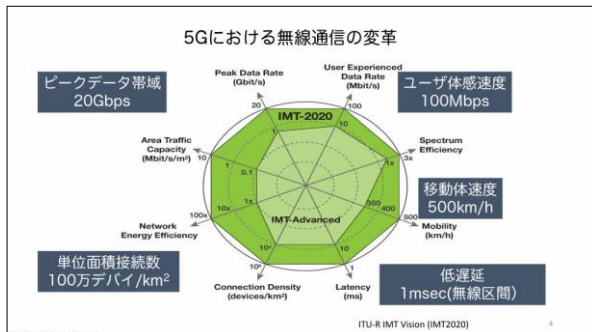 5Gにおける無線通信の変革
ピークデータ帯域
20Gbps
Peak Data Rate
(Gbit/s)
User Experienced
Data Rate
(Mbit/s)
ユーザ体感速度
100Mbps
20
100
IMT-2020
1
10
Area Traffic
Capacity
(Mbit/s/m²)
Spectrum
Efficiency
10
1
0.1
1x
3x
移動体速度
500km/h
100x
10x
1x
350
400
500
Network
Energy Efficiency
IMT-Advanced
Mobility
(km/h)
単位面積接続数
100万デバイ/km²
10
1
Connection Density
(devices/km²)
Latency
(ms)
低遅延
1msec(無線区間)
ITU-R IMT Vision (IMT2020)
4